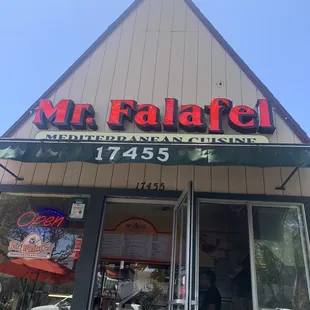 Mr. Falafel
MEDITERRANEAN CUISINE
17455
17455
Open